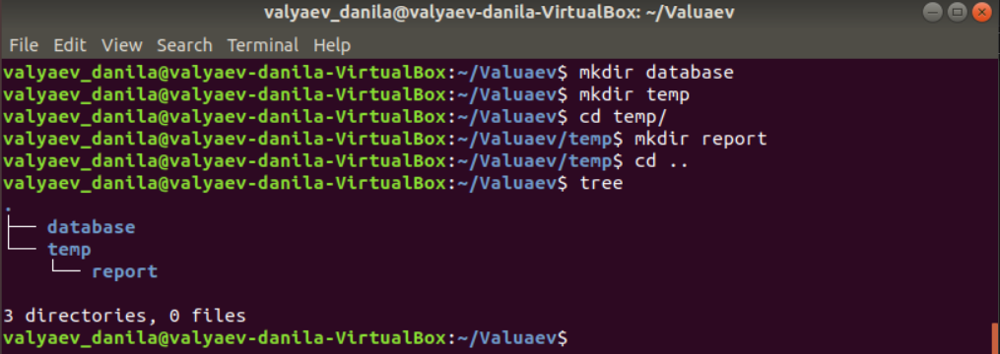 valyaev_danila@valyaev-danila-VirtualBox: ~/Valuaev
File Edit View Search Terminal Help
valyaev_danila@valyaev-danila-VirtualBox:~/Valuaev$ mkdir database
valyaev_danila@valyaev-danila-VirtualBox:~/Valuaev$ mkdir temp
valyaev_danila@valyaev-danila-VirtualBox:~/Valuaev$ cd temp/
valyaev_danila@valyaev-danila-VirtualBox:~/Valuaev/temp$ mkdir report
valyaev_danila@valyaev-danila-VirtualBox:~/Valuaev/temp$ cd ..
valyaev_danila@valyaev-danila-VirtualBox:~/Valuaev$ tree
.
├── database
└── temp
    └── report

3 directories, 0 files
valyaev_danila@valyaev-danila-VirtualBox:~/Valuaev$